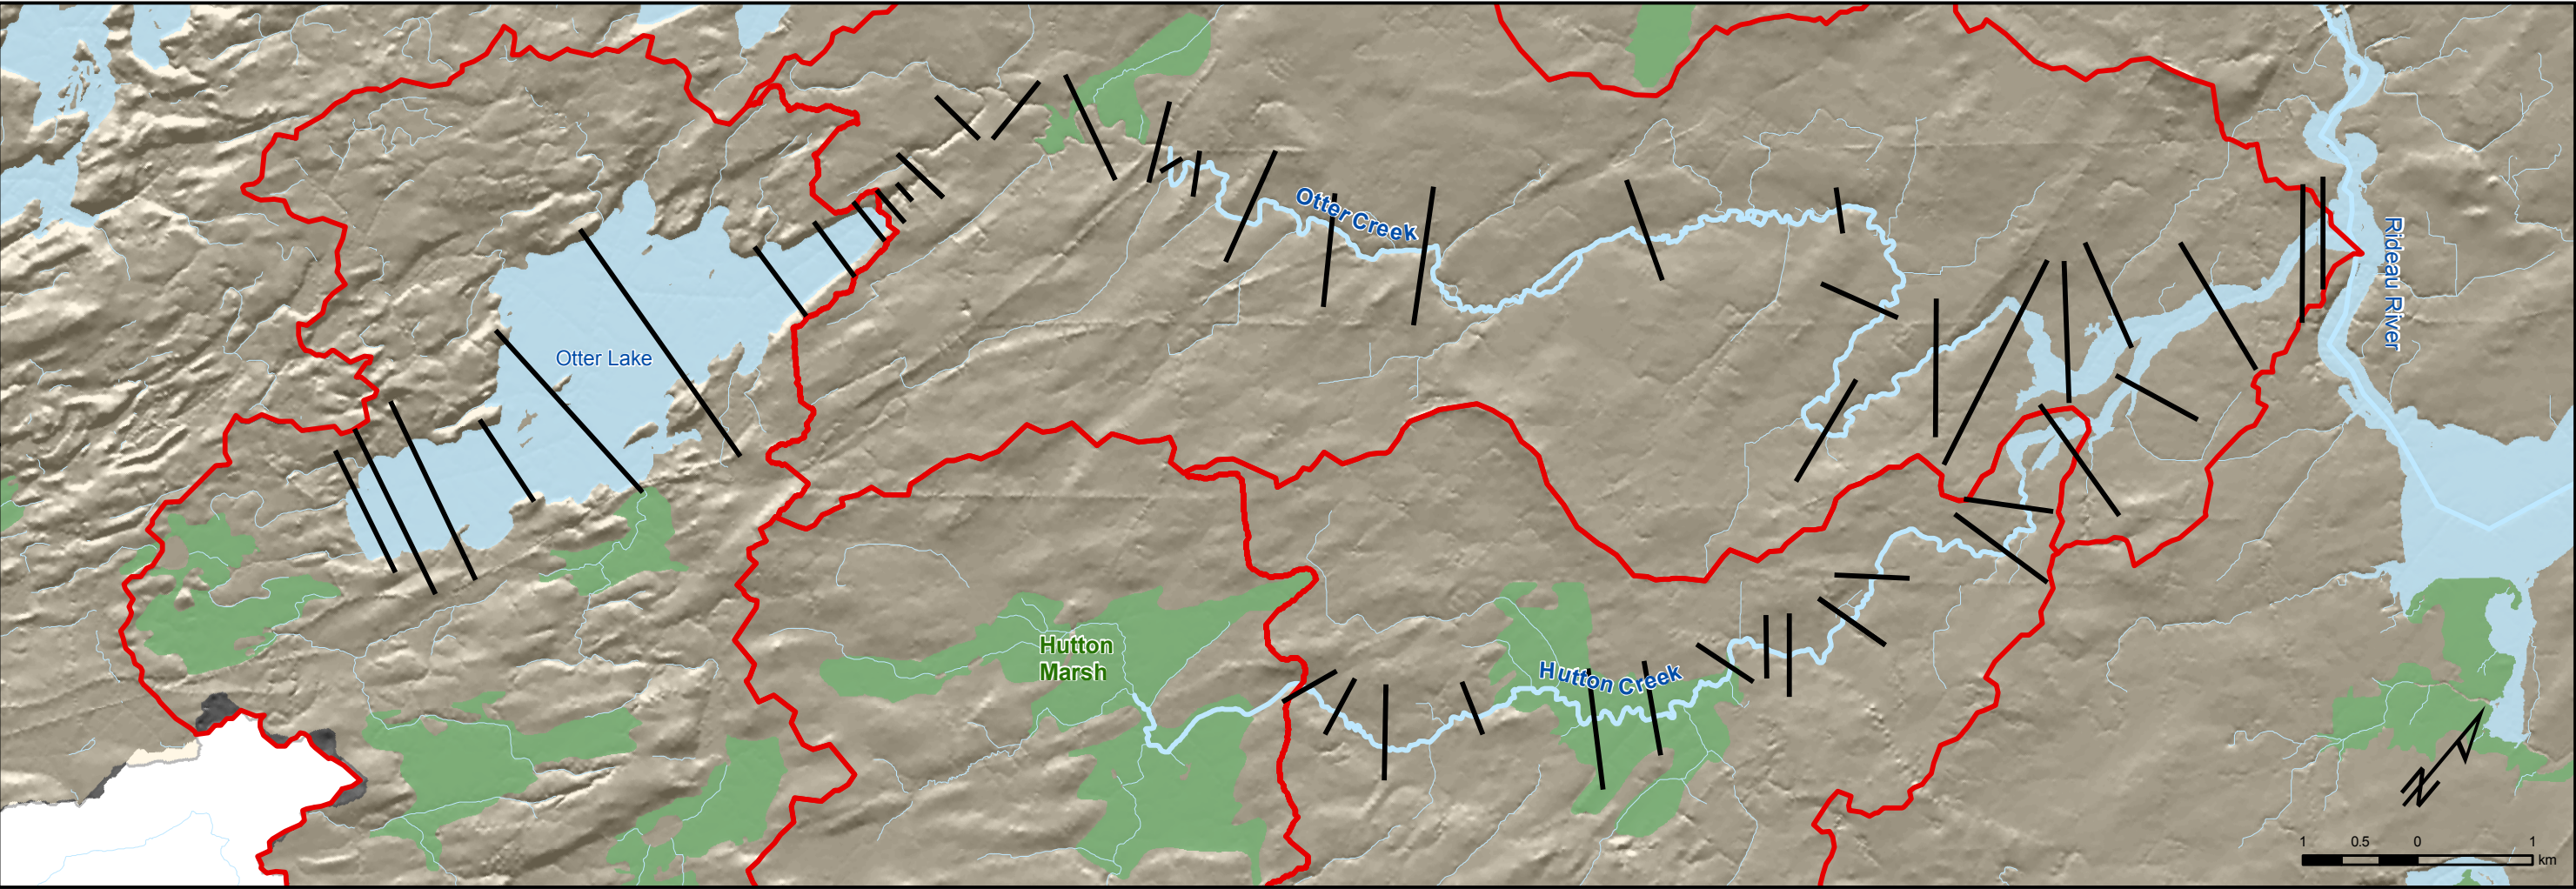 Otter Creek
Rideau River
Otter Lake
Hutton
Marsh
Hutton Creek
1 0.5 0 1
km